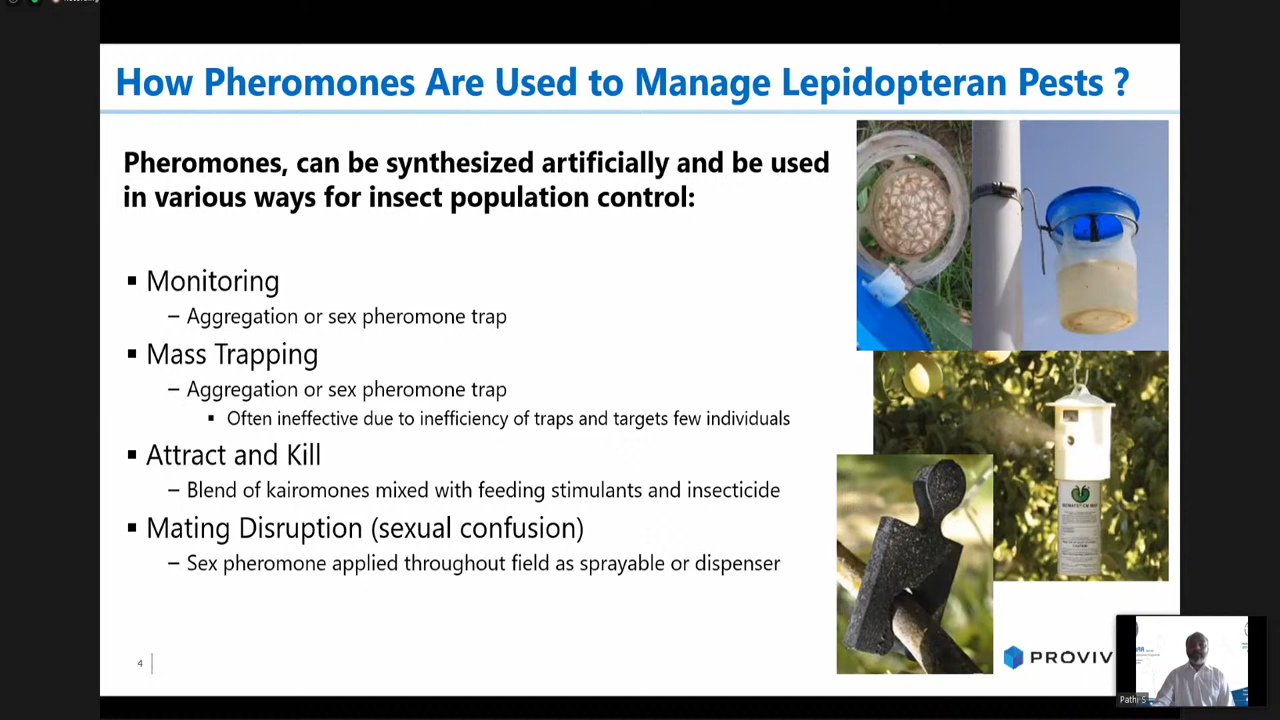 How Pheromones Are Used to Manage Lepidopteran Pests ?
Pheromones, can be synthesized artificially and be used
in various ways for insect population control:
▪ Monitoring
– Aggregation or sex pheromone trap
▪ Mass Trapping
– Aggregation or sex pheromone trap
▪ Often ineffective due to inefficiency of traps and targets few individuals
▪ Attract and Kill
– Blend of kairomones mixed with feeding stimulants and insecticide
▪ Mating Disruption (sexual confusion)
– Sex pheromone applied throughout field as sprayable or dispenser
4
PROVIV
Pathi S